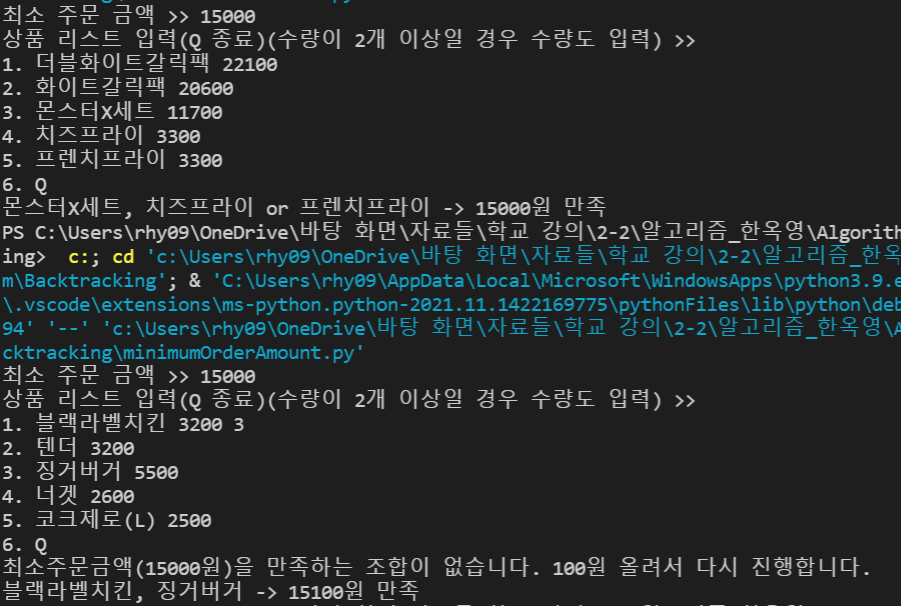 최소 주문 금액 >> 15000
상품 리스트 입력(Q 종료)(수량이 2개 이상일 경우 수량도 입력) >>
1. 더블화이트갈릭팩 22100
2. 화이트갈릭팩 20600
3. 몬스터X세트 11700
4. 치즈프라이 3300
5. 프렌치프라이 3300
6. Q
몬스터X세트, 치즈프라이 or 프렌치프라이 -> 15000원 만족
PS C:\Users\rhy09\OneDrive\바탕 화면\자료들\학교 강의\2-2\알고리즘_한옥영\Algorith
ing>  c:; cd 'c:\Users\rhy09\OneDrive\바탕 화면\자료들\학교 강의\2-2\알고리즘_한옥
m\Backtracking'; & 'C:\Users\rhy09\AppData\Local\Microsoft\WindowsApps\python3.9.e
\.vscode\extensions\ms-python.python-2021.11.1422169775\pythonFiles\lib\python\deb
94' '--' 'c:\Users\rhy09\OneDrive\바탕 화면\자료들\학교 강의\2-2\알고리즘_한옥영\A
cktracking\minimumOrderAmount.py'
최소 주문 금액 >> 15000
상품 리스트 입력(Q 종료)(수량이 2개 이상일 경우 수량도 입력) >>
1. 블랙라벨치킨 3200 3
2. 텐더 3200
3. 징거버거 5500
4. 너겟 2600
5. 코크제로(L) 2500
6. Q
최소주문금액(15000원)을 만족하는 조합이 없습니다. 100원 올려서 다시 진행합니다.
블랙라벨치킨, 징거버거 -> 15100원 만족